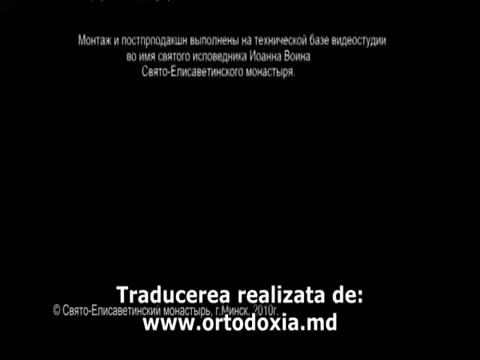 Монтаж и постпродакшн выполнены на технической базе видеостудии
во имя святого исповедника Иоанна Воина
Свято-Елисаветинского монастыря.
Traducerea realizata de:
© Свято-Елисаветинский монастырь, г.Минск, 2010г.
www.ortodoxia.md